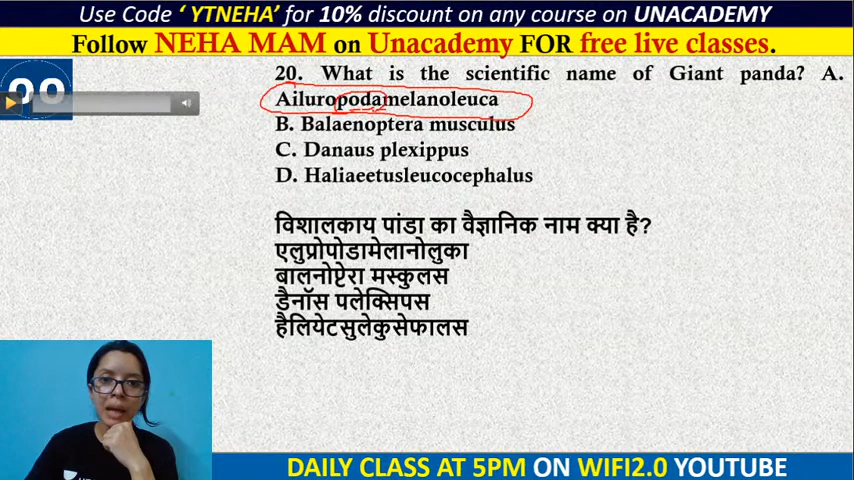 Use Code ‘ YTNEHA’ for 10% discount on any course on UNACADEMY
Follow NEHA MAM on Unacademy FOR free live classes.
00
20. What is the scientific name of Giant panda? A.
Ailuropodamelanoleuca
B. Balaenoptera musculus
C. Danaus plexippus
D. Haliaeetusleucocephalus
विशालकाय पांडा का वैज्ञानिक नाम क्या है?
एलुप्रोपोडामेलानोलुका
बालनोप्टेरा मस्कुलस
डैनॉस पलेक्सिपस
हैलियेटसुलेकुसेफालस
DAILY CLASS AT 5PM ON WIFI2.0 YOUTUBE